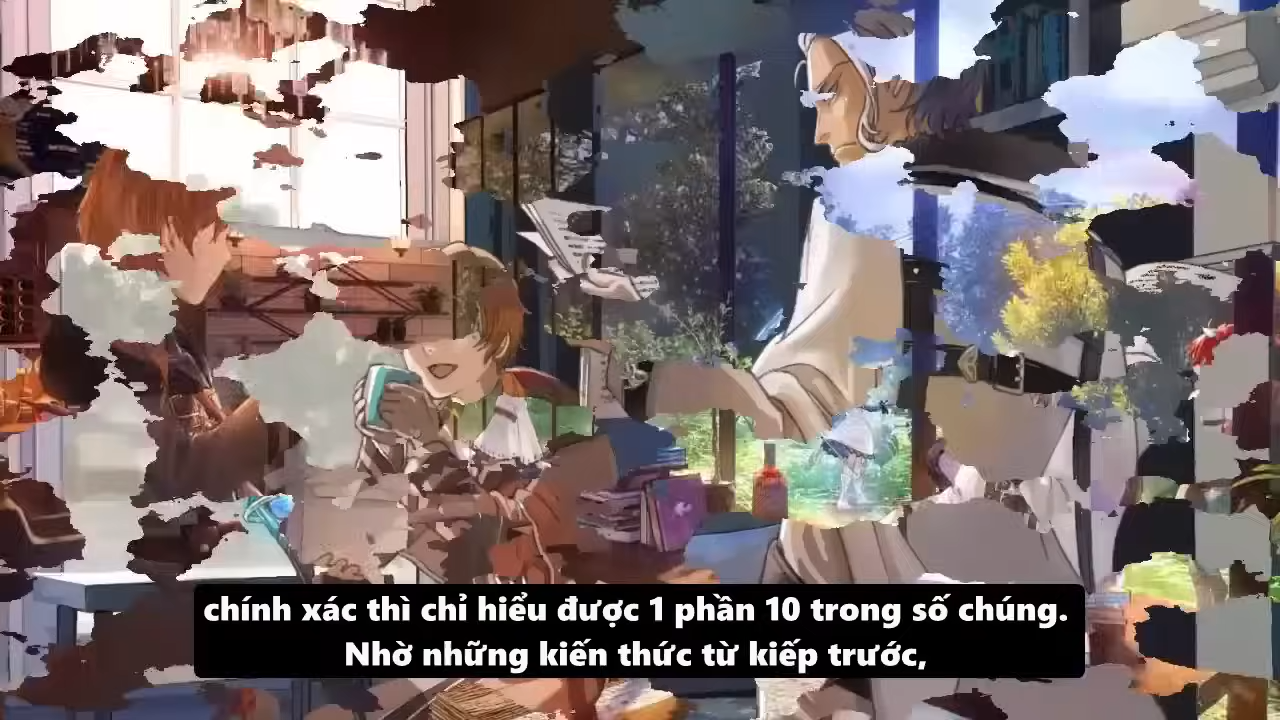 chính xác thì chỉ hiểu được 1 phần 10 trong số chúng.
Nhờ những kiến thức từ kiếp trước,